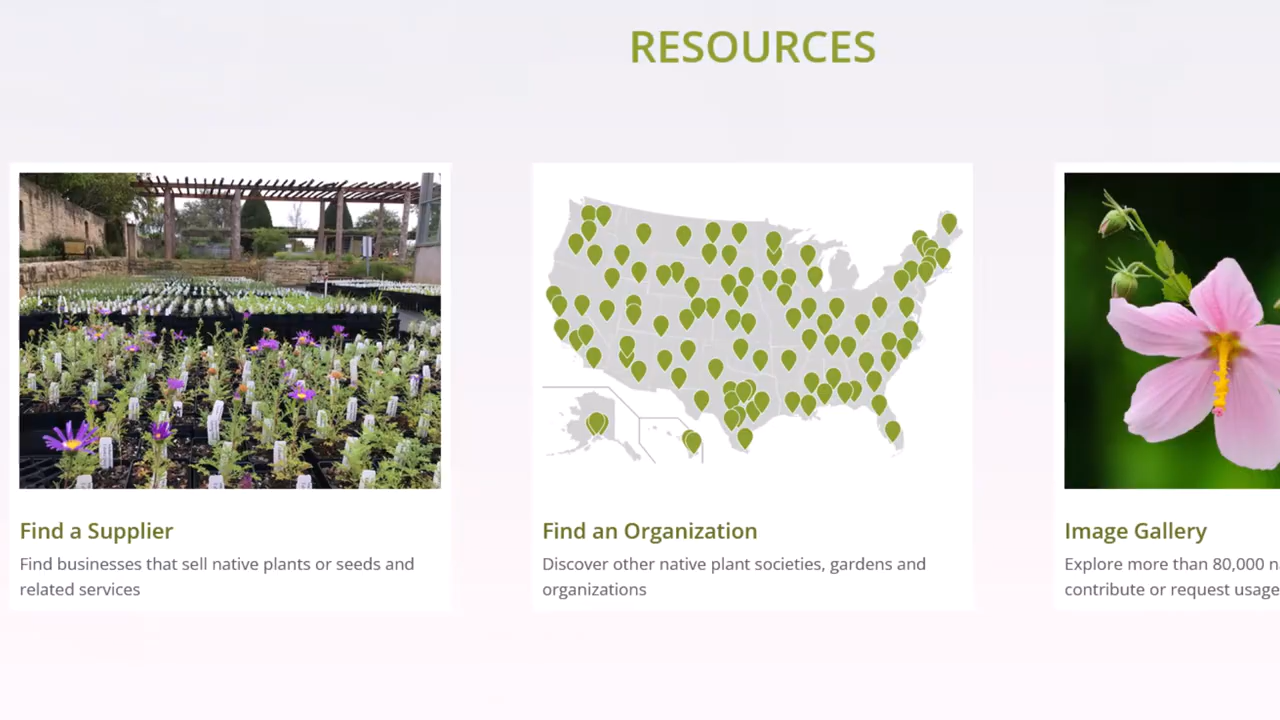 RESOURCES
Find a Supplier
Find businesses that sell native plants or seeds and
related services
Find an Organization
Discover other native plant societies, gardens and
organizations
Image Gallery
Explore more than 80,000
contribute or request usage